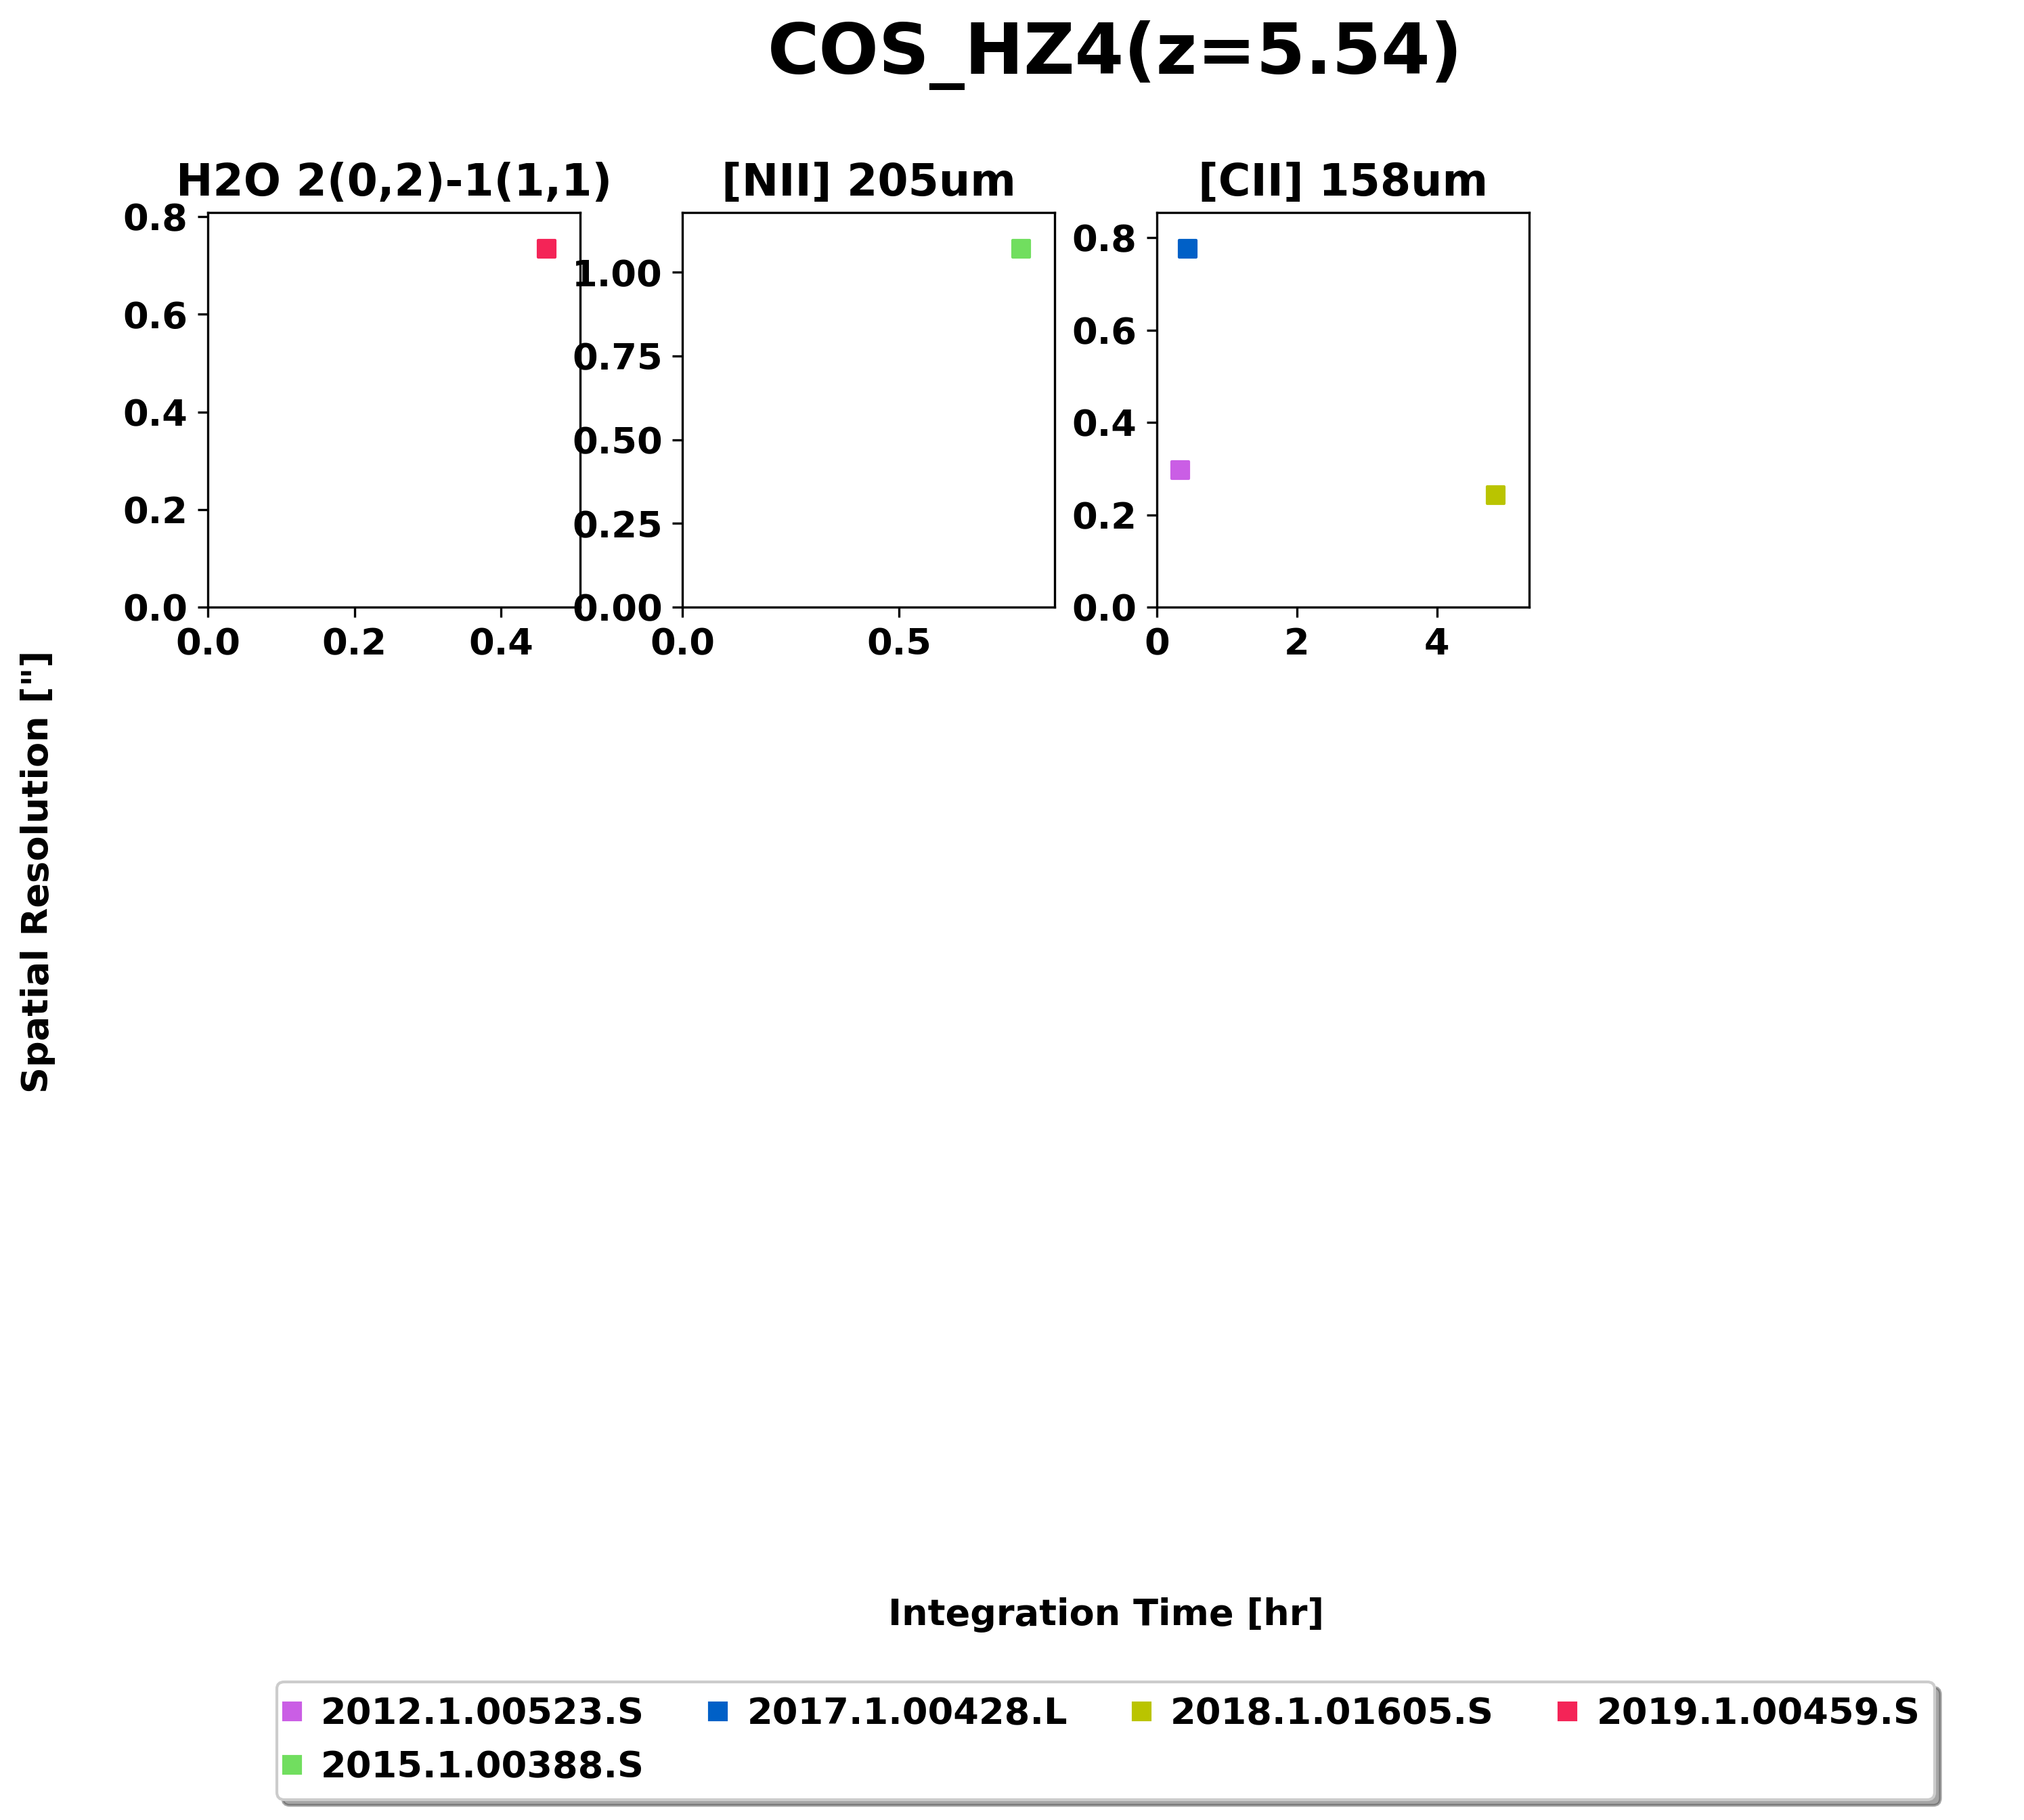 COS_HZ4(z=5.54)
H2O 2(0,2)-1(1,1)
0.8
0.6
0.4
0.2
0.0
0.0 0.2 0.4
[NII] 205um
1.00
0.75
0.50
0.25
0.00
0.0 0.5
[CII] 158um
0.8
0.6
0.4
0.2
0.0
0 2 4
Spatial Resolution ["]
Integration Time [hr]
2012.1.00523.S 2017.1.00428.L 2018.1.01605.S 2019.1.00459.S
2015.1.00388.S